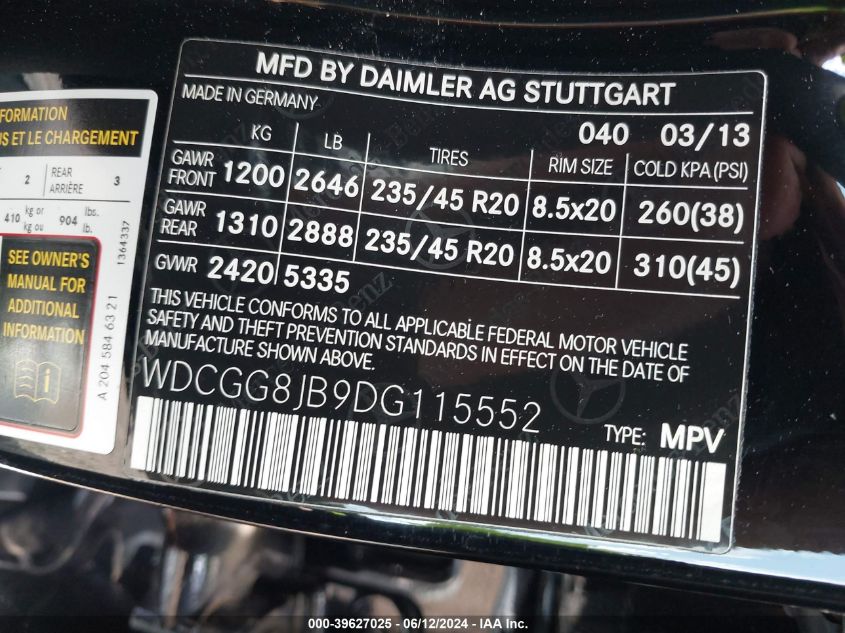 MFD BY DAIMLER AG STUTTGART
MADE IN GERMANY
040 03/13
KG LB TIRES RIM SIZE COLD KPA(PSI)
GAWR FRONT 1200 2646 235/45 R20 8.5x20 260(38)
GAWR REAR 1310 2888 235/45 R20 8.5x20 310(45)
GVWR 2420 5335
THIS VEHICLE CONFORMS TO ALL APPLICABLE FEDERAL MOTOR VEHICLE
SAFETY AND THEFT PREVENTION STANDARDS IN EFFECT ON THE DATE OF
MANUFACTURE SHOWN ABOVE.
WDCGG8JB9DG115552
TYPE: MPV
ET LE CHARGEMENT
2 REAR ARRIÈRE 3
410 kg or kg ou 904 lbs. lb.
1364337
SEE OWNER'S
MANUAL FOR
ADDITIONAL
INFORMATION
A 204 584 63 21
000-39627025 - 06/12/2024 - IAAI.com